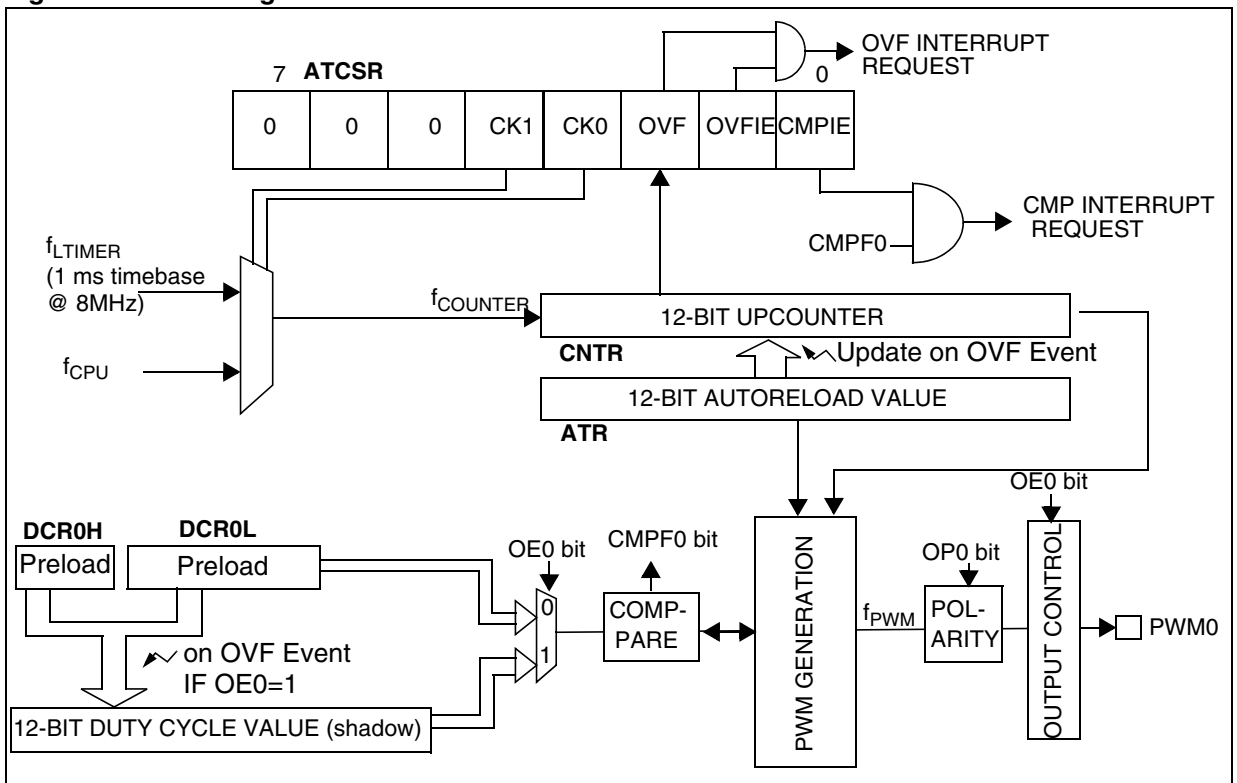 OVF INTERRUPT
REQUEST
7 ATCSR 0
0 0 0 CK1 CK0 OVF OVFIE CMPIE
CMP INTERRUPT
REQUEST
CMPF0
fLTIMER
(1 ms timebase
@ 8MHz)
fCOUNTER
12-BIT UPCOUNTER
CNTR
Update on OVF Event
fCPU
12-BIT AUTORELOAD VALUE
ATR
OE0 bit
DCR0H DCR0L
Preload Preload
OE0 bit
CMPF0 bit
OP0 bit
0
1
COMP-
PARE
PWM GENERATION
fPWM
POL-
ARITY
OUTPUT CONTROL
PWM0
on OVF Event
IF OE0=1
12-BIT DUTY CYCLE VALUE (shadow)